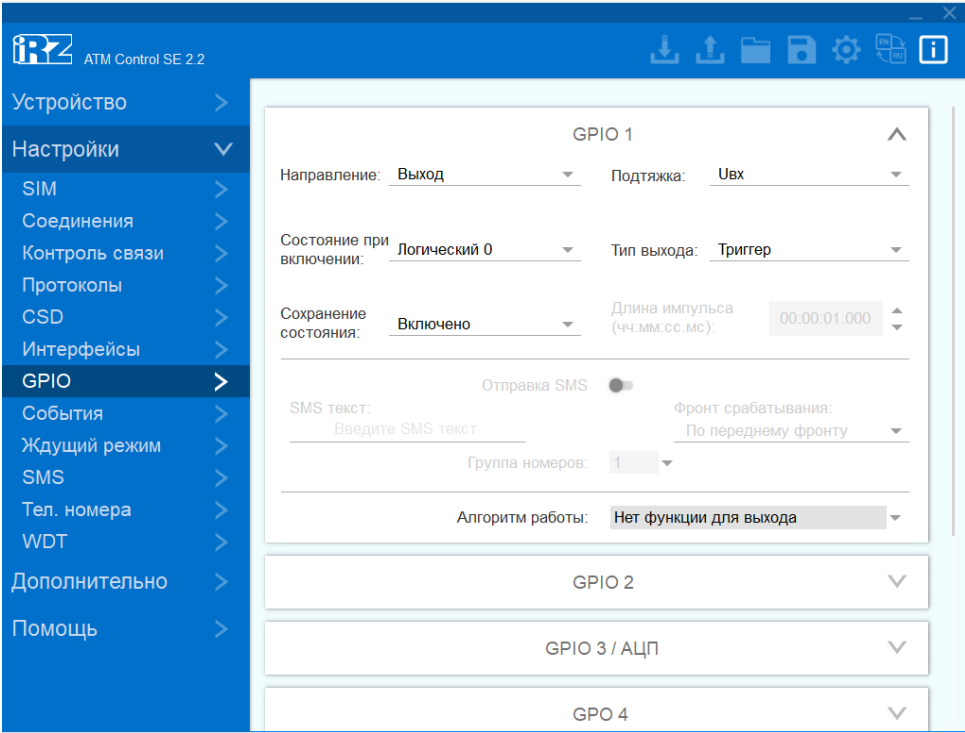 iRZ ATM Control SE 2.2
EN RU
Устройство
Настройки
SIM
Соединения
Контроль связи
Протоколы
CSD
Интерфейсы
GPIO
События
Ждущий режим
SMS
Тел. номера
WDT
Дополнительно
Помощь
GPIO 1
Направление: Выход Подтяжка: Uвх
Состояние при
включении: Логический 0 Тип выхода: Триггер
Сохранение
состояния: Включено
Длина импульса
(чч:мм:сс.мс): 00:00:01.000
Отправка SMS
SMS текст: Фронт срабатывания:
Введите SMS текст По переднему фронту
Группа номеров: 1
Алгоритм работы: Нет функции для выхода
GPIO 2
GPIO 3 / АЦП
GPO 4